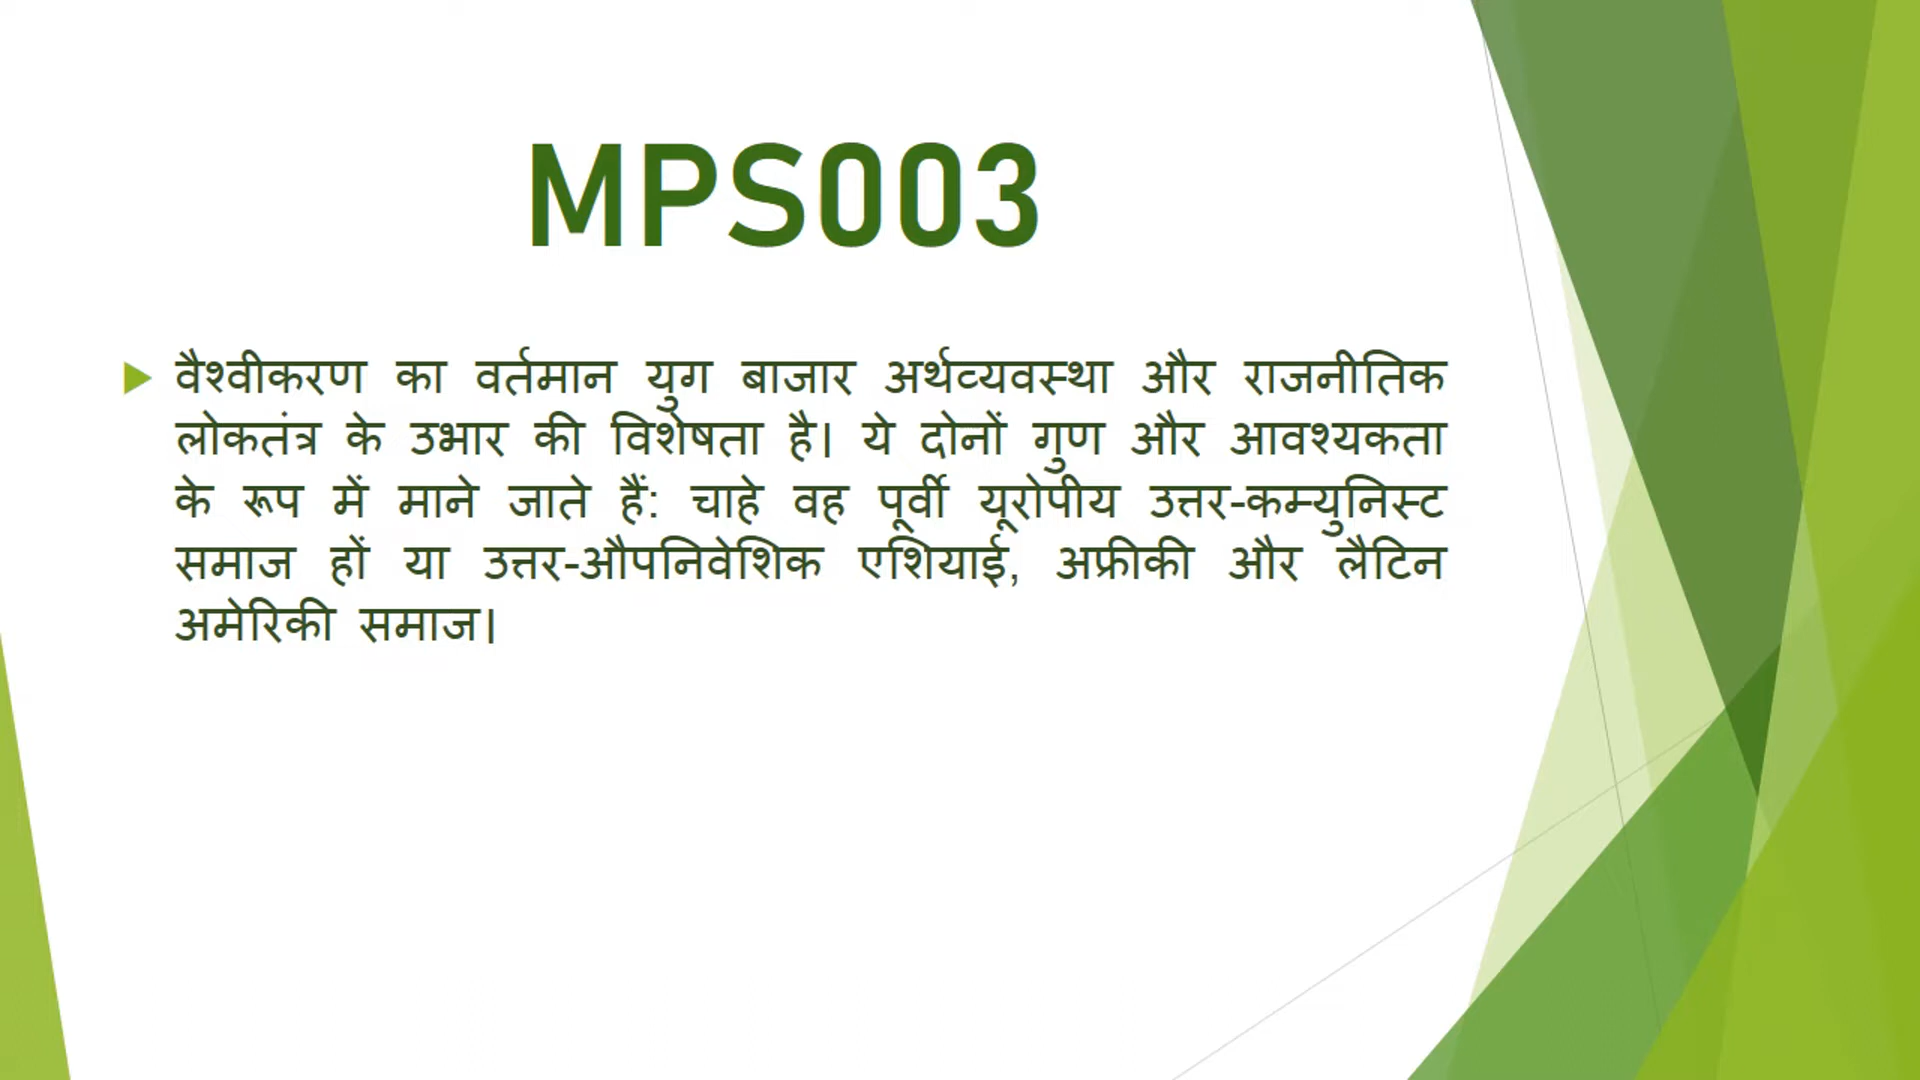 MPS003
वैश्वीकरण का वर्तमान युग बाजार अर्थव्यवस्था और राजनीतिक
लोकतंत्र के उभार की विशेषता है। ये दोनों गुण और आवश्यकता
के रूप में माने जाते हैं: चाहे वह पूर्वी यूरोपीय उत्तर-कम्युनिस्ट
समाज हों या उत्तर-औपनिवेशिक एशियाई, अफ्रीकी और लैटिन
अमेरिकी समाज।